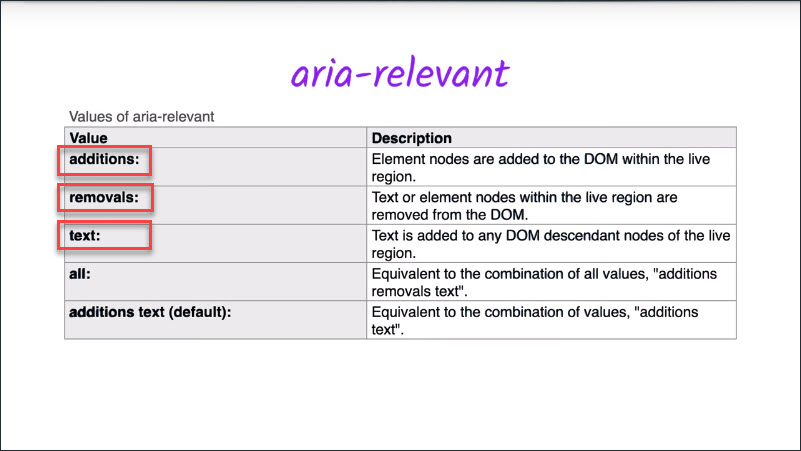 aria-relevant
Values of aria-relevant
Value Description
additions: Element nodes are added to the DOM within the live
region.
removals: Text or element nodes within the live region are
removed from the DOM.
text: Text is added to any DOM descendant nodes of the live
region.
all: Equivalent to the combination of all values, "additions
removals text".
additions text (default): Equivalent to the combination of values, "additions
text".